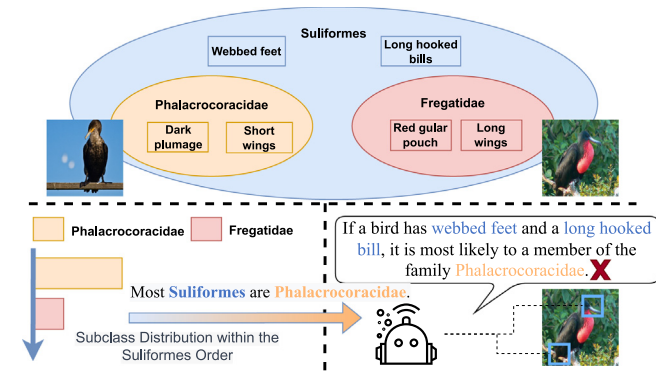 Suliformes
Webbed feet
Long hooked
bills
Phalacrocoracidae
Dark
plumage
Short
wings
Fregatidae
Red gular
pouch
Long
wings
Phalacrocoracidae
Fregatidae
Most Suliformes are Phalacrocoracidae.
Subclass Distribution within the
Suliformes Order
If a bird has webbed feet and a long hooked
bill, it is most likely to a member of the
family Phalacrocoracidae.